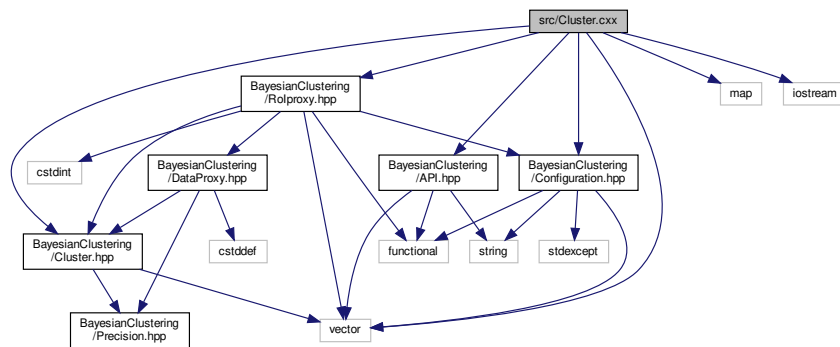 src/Cluster.cxx
BayesianClustering
/RoIproxy.hpp
map
iostream
cstdint
BayesianClustering
/DataProxy.hpp
BayesianClustering
/API.hpp
BayesianClustering
/Configuration.hpp
BayesianClustering
/Cluster.hpp
cstddef
functional
string
stdexcept
BayesianClustering
/Precision.hpp
vector